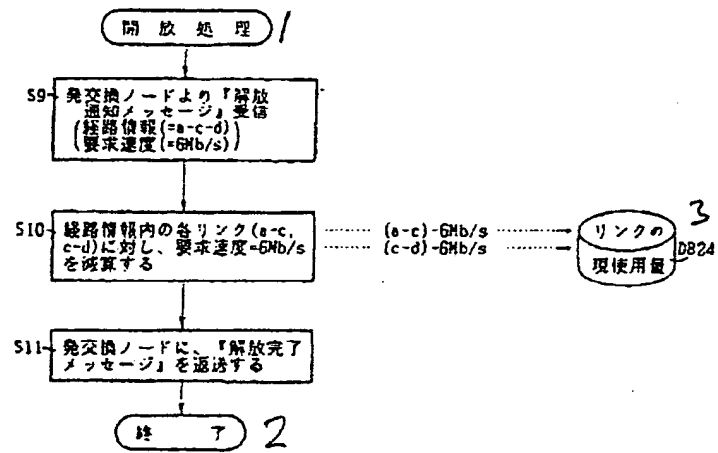 開放処理 1
S9 発交換ノードより『解放
通知メッセージ』受信
(経路情報(=a-c-d)
要求速度(=6Mb/s))
S10 経路情報内の各リンク(a-c,
c-d)に対し、要求速度=6Mb/s
を減算する
(a-c)-6Mb/s
(c-d)-6Mb/s
3
リンクの
現使用量
DB24
S11 発交換ノードに、『解放完了
メッセージ』を返送する
終了 2